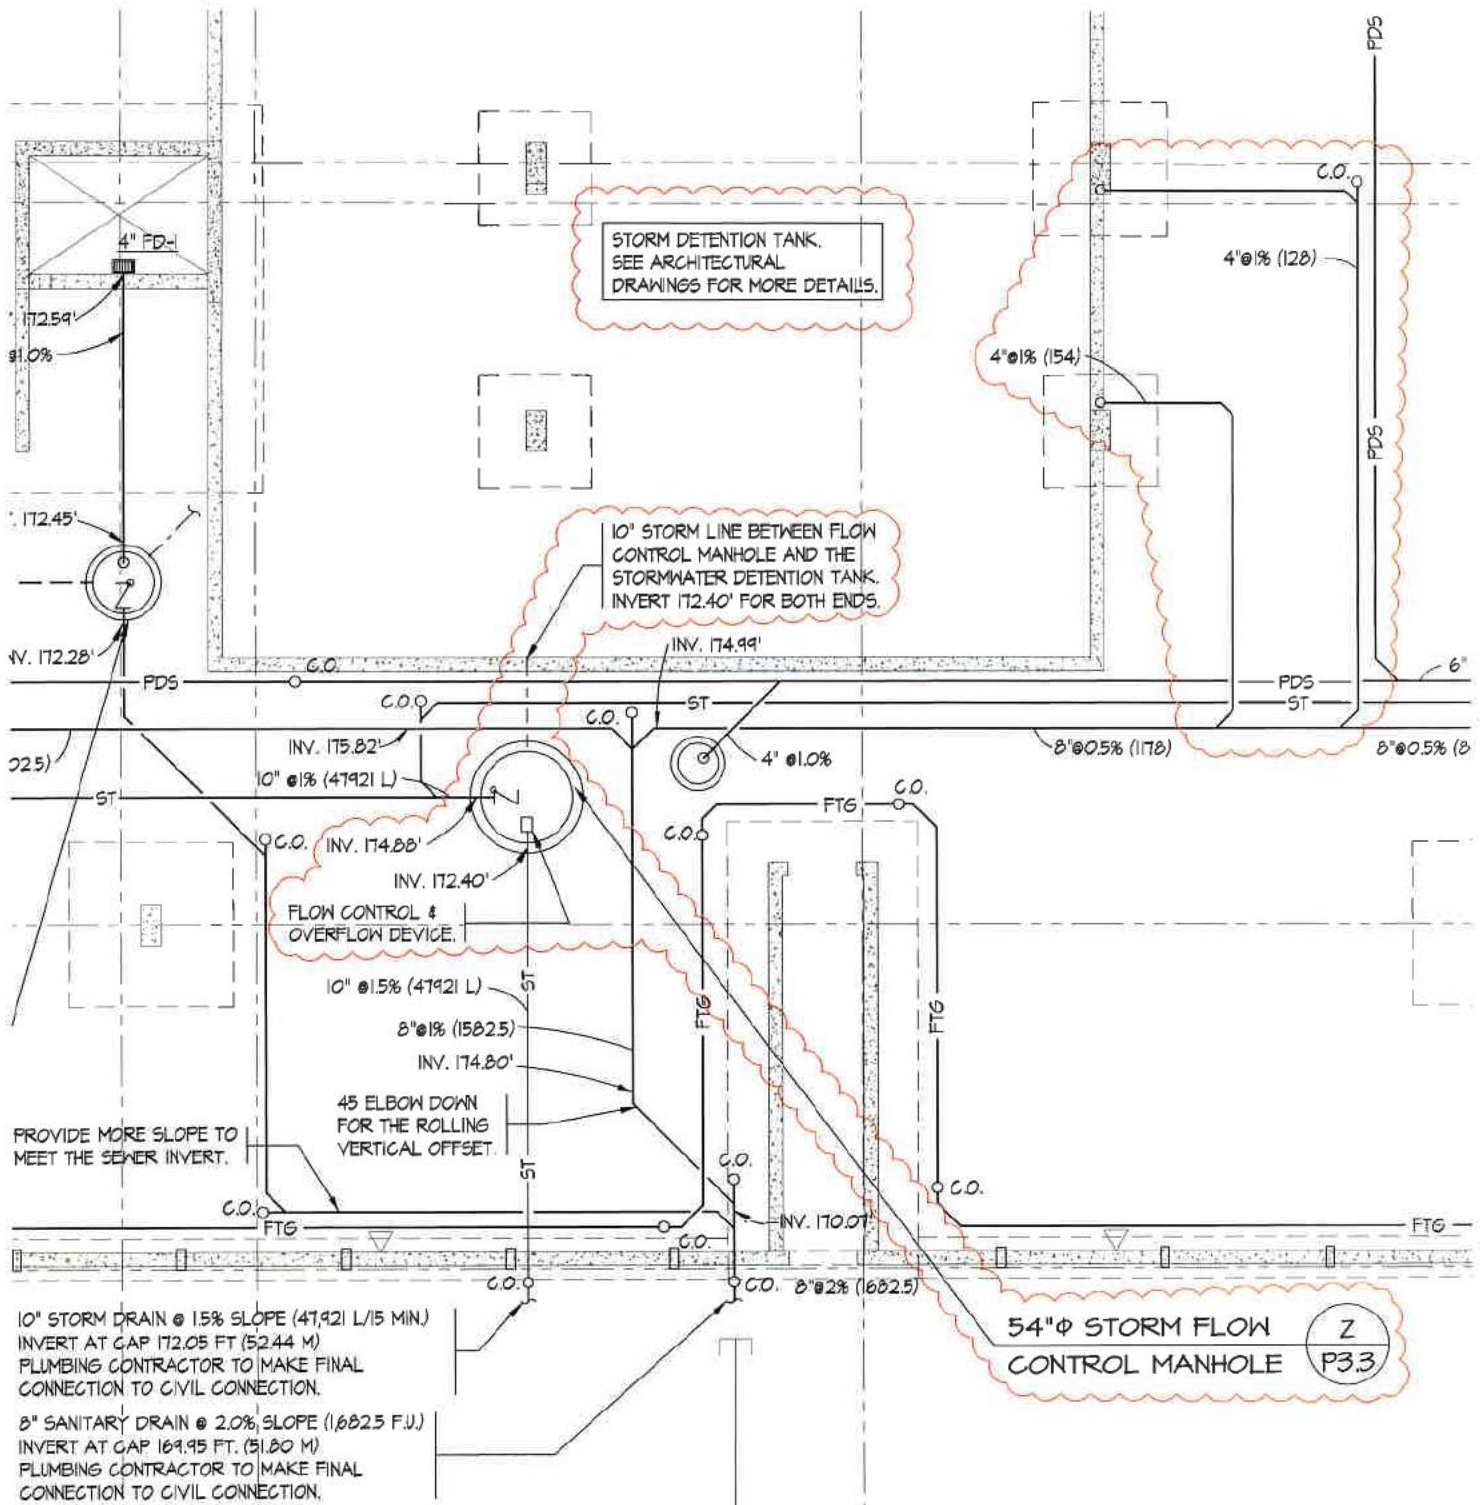 PDS
C.O.
4" FD-1
STORM DETENTION TANK.
SEE ARCHITECTURAL
DRAWINGS FOR MORE DETAILS.
4"@1% (128)
172.59'
@1.0%
4"@1% (154)
PDS
172.45'
10" STORM LINE BETWEEN FLOW
CONTROL MANHOLE AND THE
STORMWATER DETENTION TANK.
INVERT 172.40' FOR BOTH ENDS.
INV. 172.28'
C.O.
INV. 174.99'
6"
PDS
PDS
C.O.
ST
ST
C.O.
INV. 175.82'
8"@0.5% (1178)
8"@0.5% (8
025)
4" @1.0%
10" @1% (47921 L)
ST
FTG
C.O.
C.O.
C.O.
INV. 174.88'
INV. 172.40'
FLOW CONTROL &
OVERFLOW DEVICE.
10" @1.5% (47921 L)
ST
FTG
FTG
8"@1% (1582.5)
INV. 174.80'
45 ELBOW DOWN
FOR THE ROLLING
VERTICAL OFFSET.
PROVIDE MORE SLOPE TO
MEET THE SEWER INVERT.
ST
C.O.
C.O.
C.O.
FTG
INV. 170.07'
FTG
C.O.
C.O.
C.O.
8"@2% (1682.5)
10" STORM DRAIN @ 1.5% SLOPE (47,921 L/15 MIN.)
INVERT AT CAP 172.05 FT (52.44 M)
PLUMBING CONTRACTOR TO MAKE FINAL
CONNECTION TO CIVIL CONNECTION.
54"Φ STORM FLOW
CONTROL MANHOLE
Z
P3.3
8" SANITARY DRAIN @ 2.0% SLOPE (1,682.5 F.U.)
INVERT AT CAP 169.95 FT. (51.80 M)
PLUMBING CONTRACTOR TO MAKE FINAL
CONNECTION TO CIVIL CONNECTION.